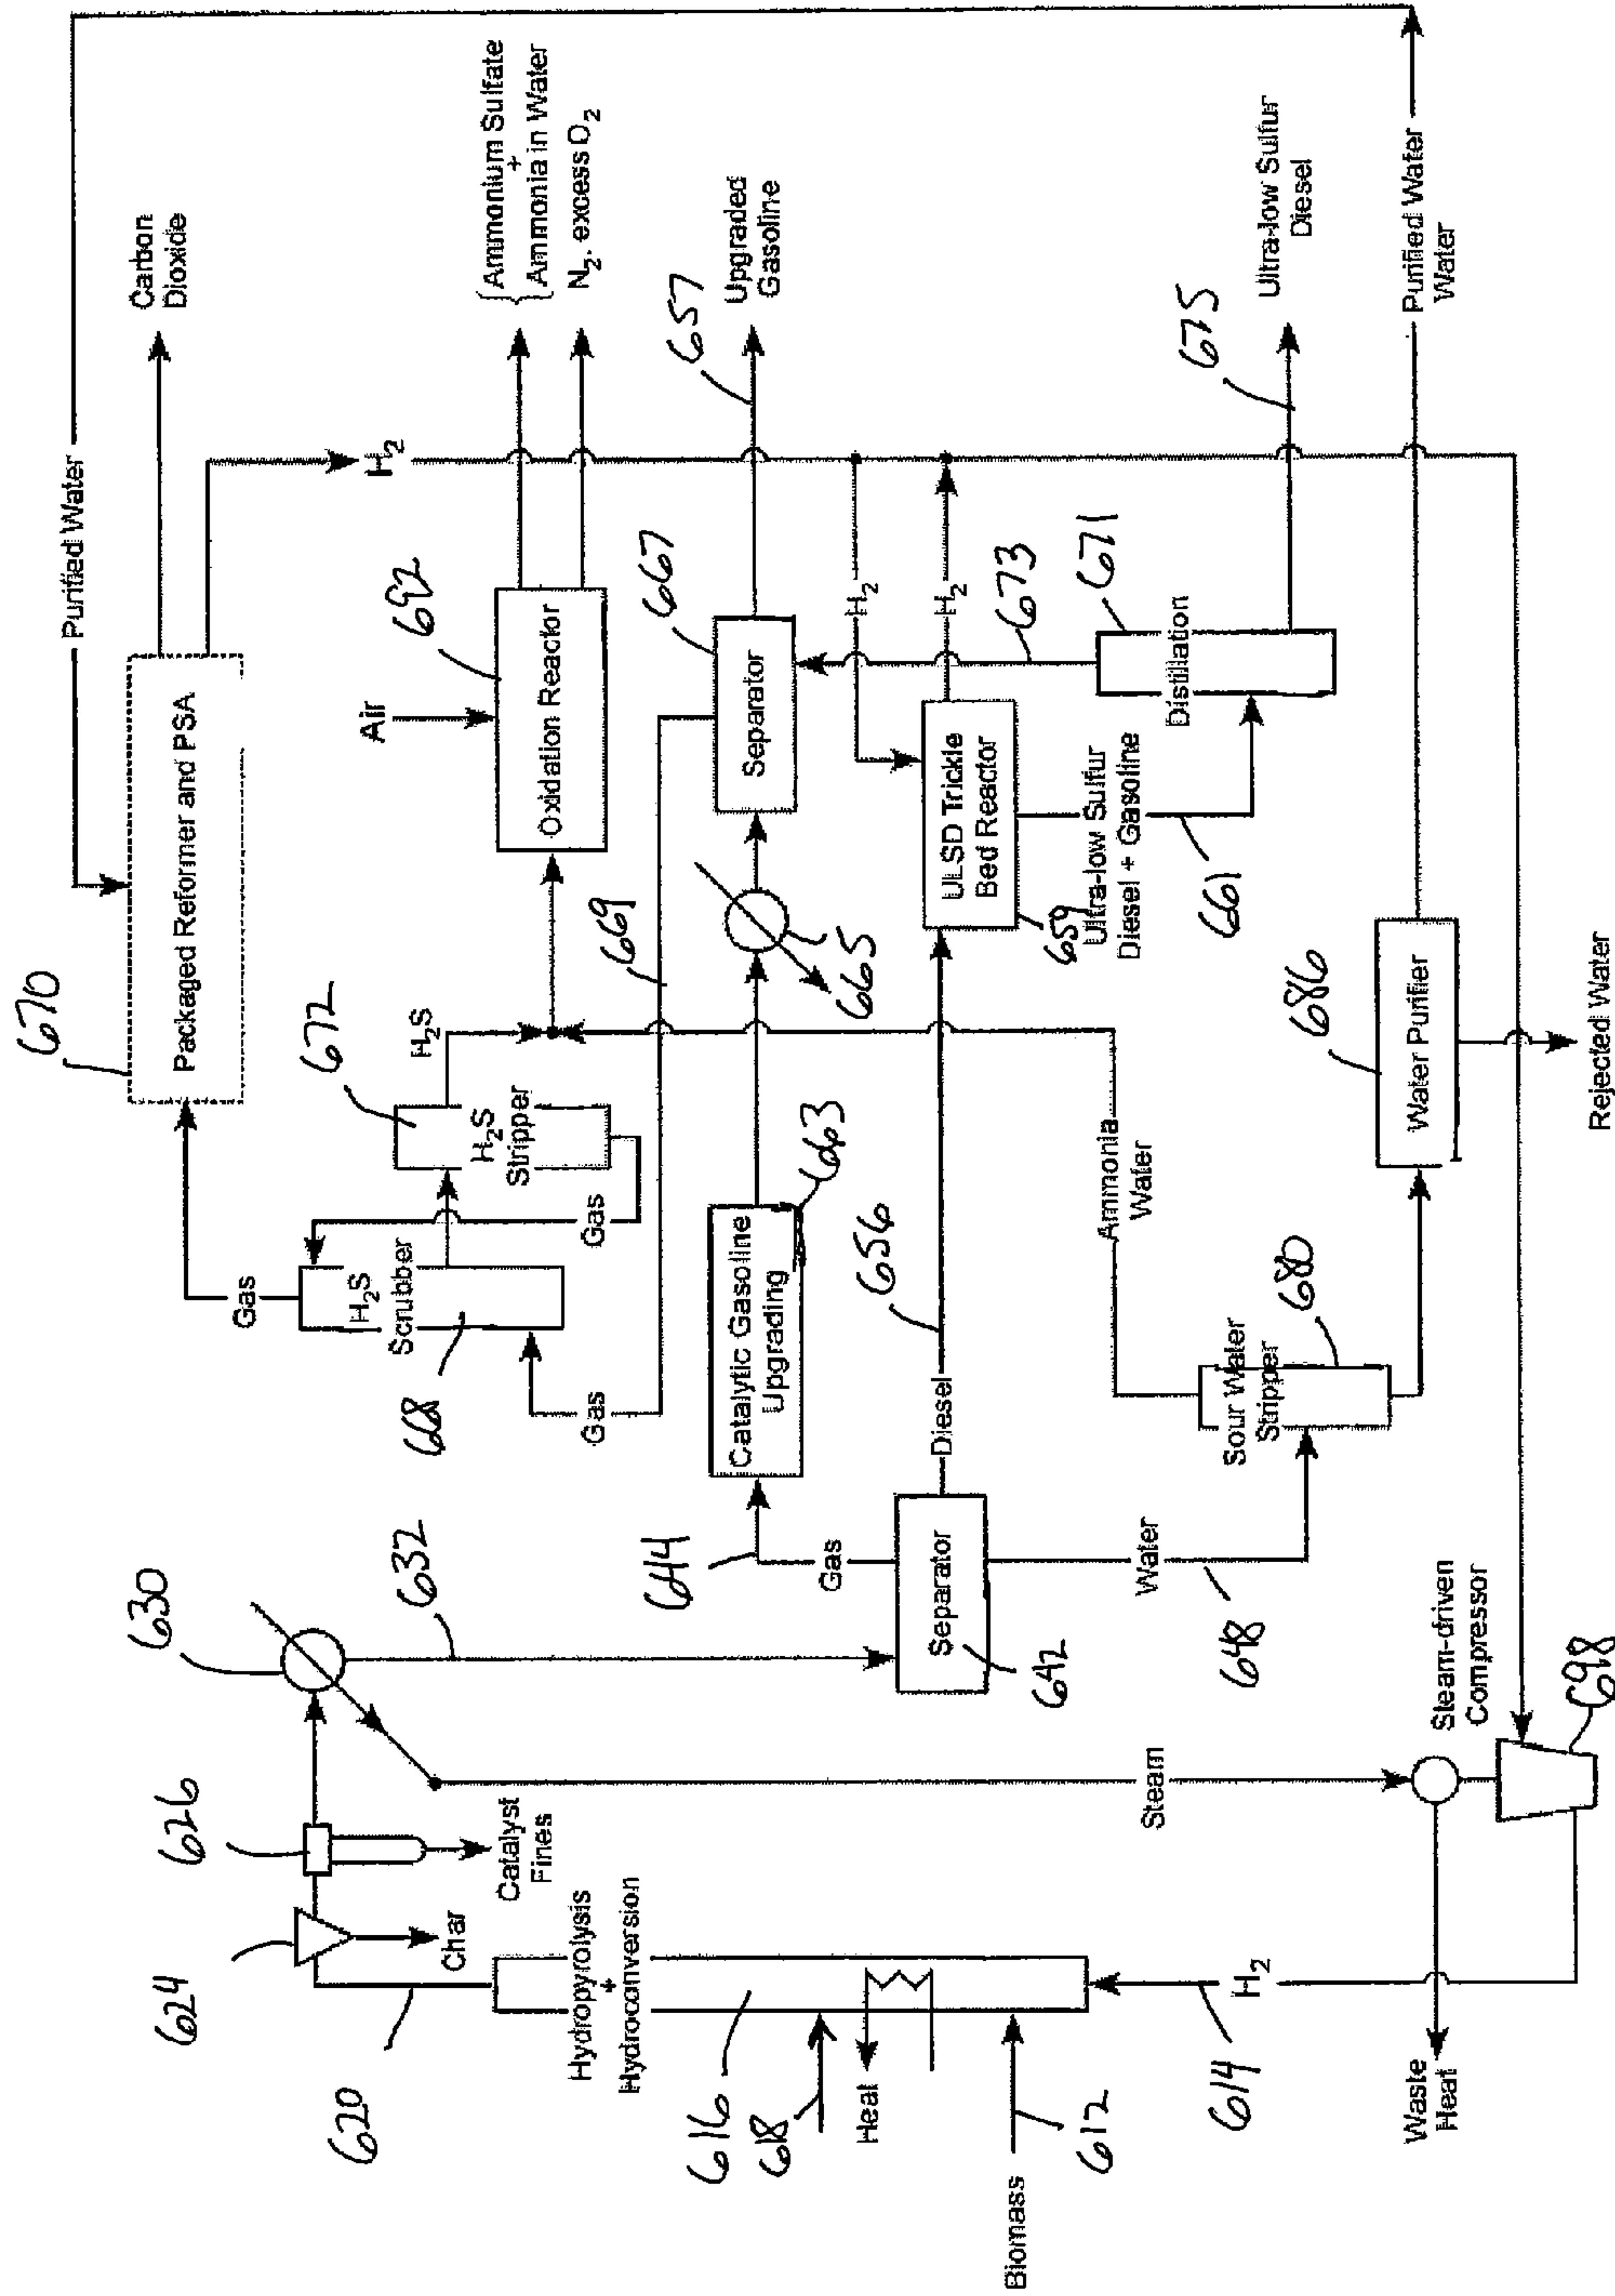 Purified Water
670
Packaged Reformer and PSA
Carbon
Dioxide
H₂
Gas
H₂S
Scrubber
668
Gas
Gas
672
H₂S
Stripper
H₂S
Air
692
Oxidation Reactor
Ammonium Sulfate
+
Ammonia in Water
N₂, excess O₂
630
632
626
624
Catalyst
Fines
Char
620
Hydropyrolysis
+
Hydroconversion
616
618
Heat
Biomass
612
614
H₂
669
644
Gas
Catalytic Gasoline
Upgrading
663
665
Separator
667
657
Upgraded
Gasoline
Separator
642
Diesel
656
ULSD Trickle
Bed Reactor
659
H₂
H₂
Ultra-low Sulfur
Diesel + Gasoline
661
673
671
Distillation
675
Ultra-low Sulfur
Diesel
Water
648
Sour Water
Stripper
680
Ammonia
Water
686
Water Purifier
Purified Water
Water
Rejected Water
Steam
Steam-driven
Compressor
698
Waste
Heat